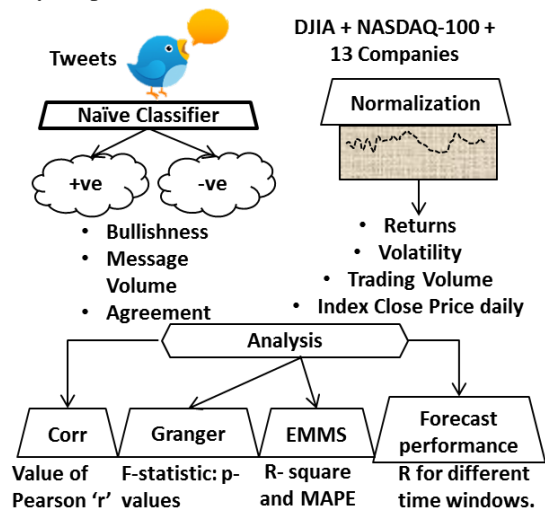 Tweets
Naïve Classifier
+ve
-ve
• Bullishness
• Message
Volume
• Agreement
DJIA + NASDAQ-100 +
13 Companies
Normalization
• Returns
• Volatility
• Trading Volume
• Index Close Price daily
Analysis
Corr
Value of
Pearson ‘r’
Granger
F-statistic: p-
values
EMMS
R- square
and MAPE
Forecast
performance
R for different
time windows.